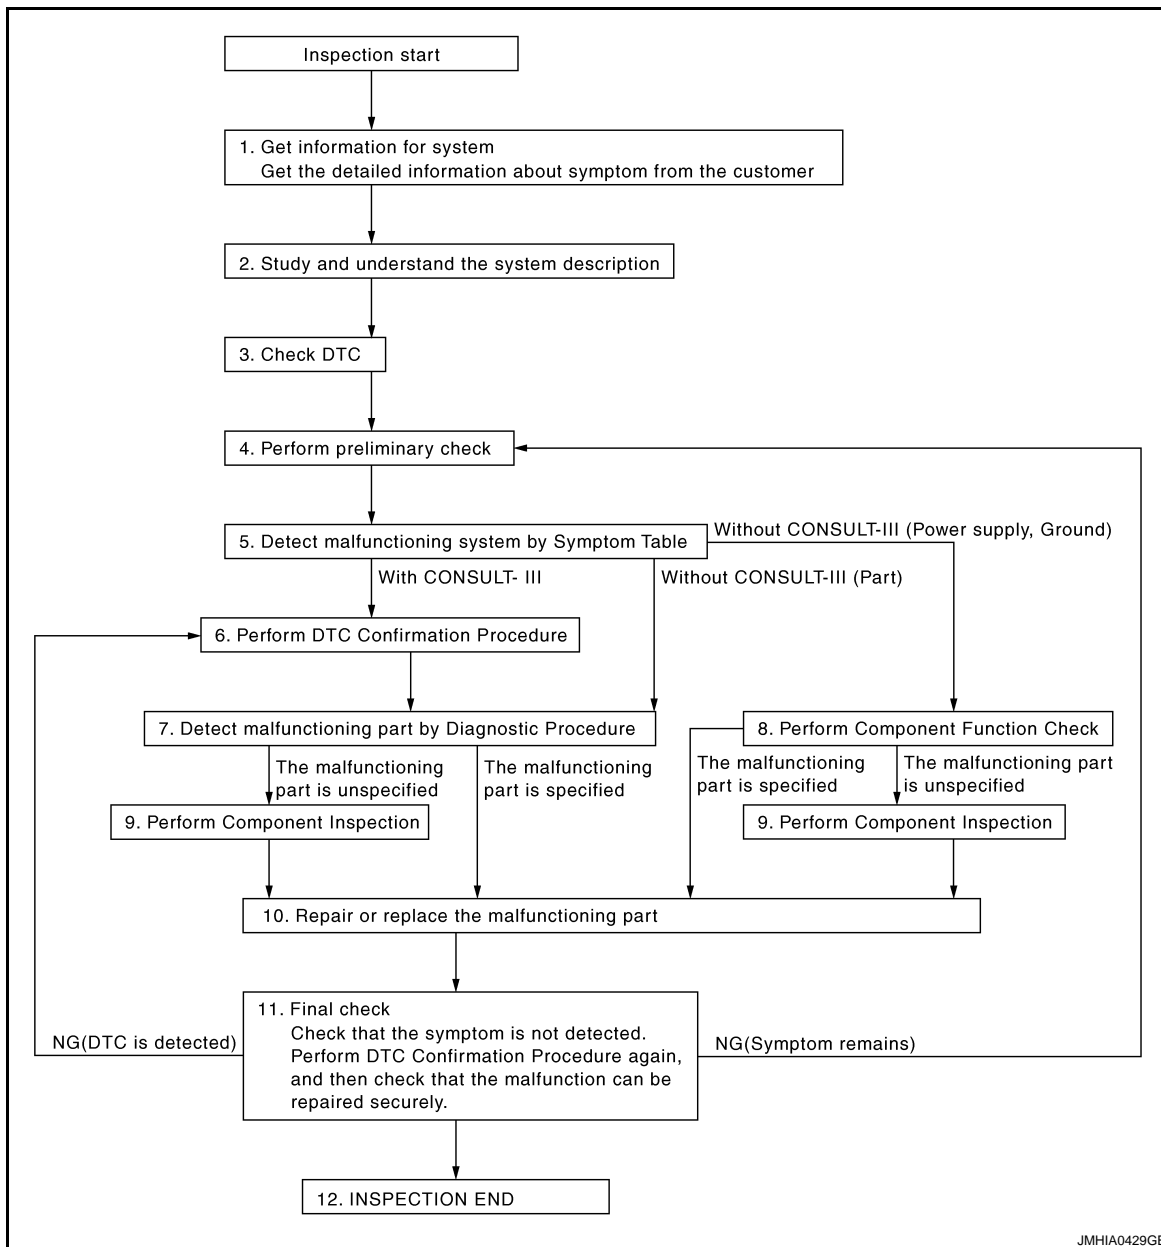 Inspection start
1. Get information for system
Get the detailed information about symptom from the customer
2. Study and understand the system description
3. Check DTC
4. Perform preliminary check
5. Detect malfunctioning system by Symptom Table
Without CONSULT-III (Power supply, Ground)
With CONSULT- III
Without CONSULT-III (Part)
6. Perform DTC Confirmation Procedure
7. Detect malfunctioning part by Diagnostic Procedure
8. Perform Component Function Check
The malfunctioning
part is unspecified
The malfunctioning
part is specified
The malfunctioning
part is specified
The malfunctioning part
is unspecified
9. Perform Component Inspection
9. Perform Component Inspection
10. Repair or replace the malfunctioning part
11. Final check
Check that the symptom is not detected.
Perform DTC Confirmation Procedure again,
and then check that the malfunction can be
repaired securely.
NG(DTC is detected)
NG(Symptom remains)
12. INSPECTION END
JMHIA0429GB